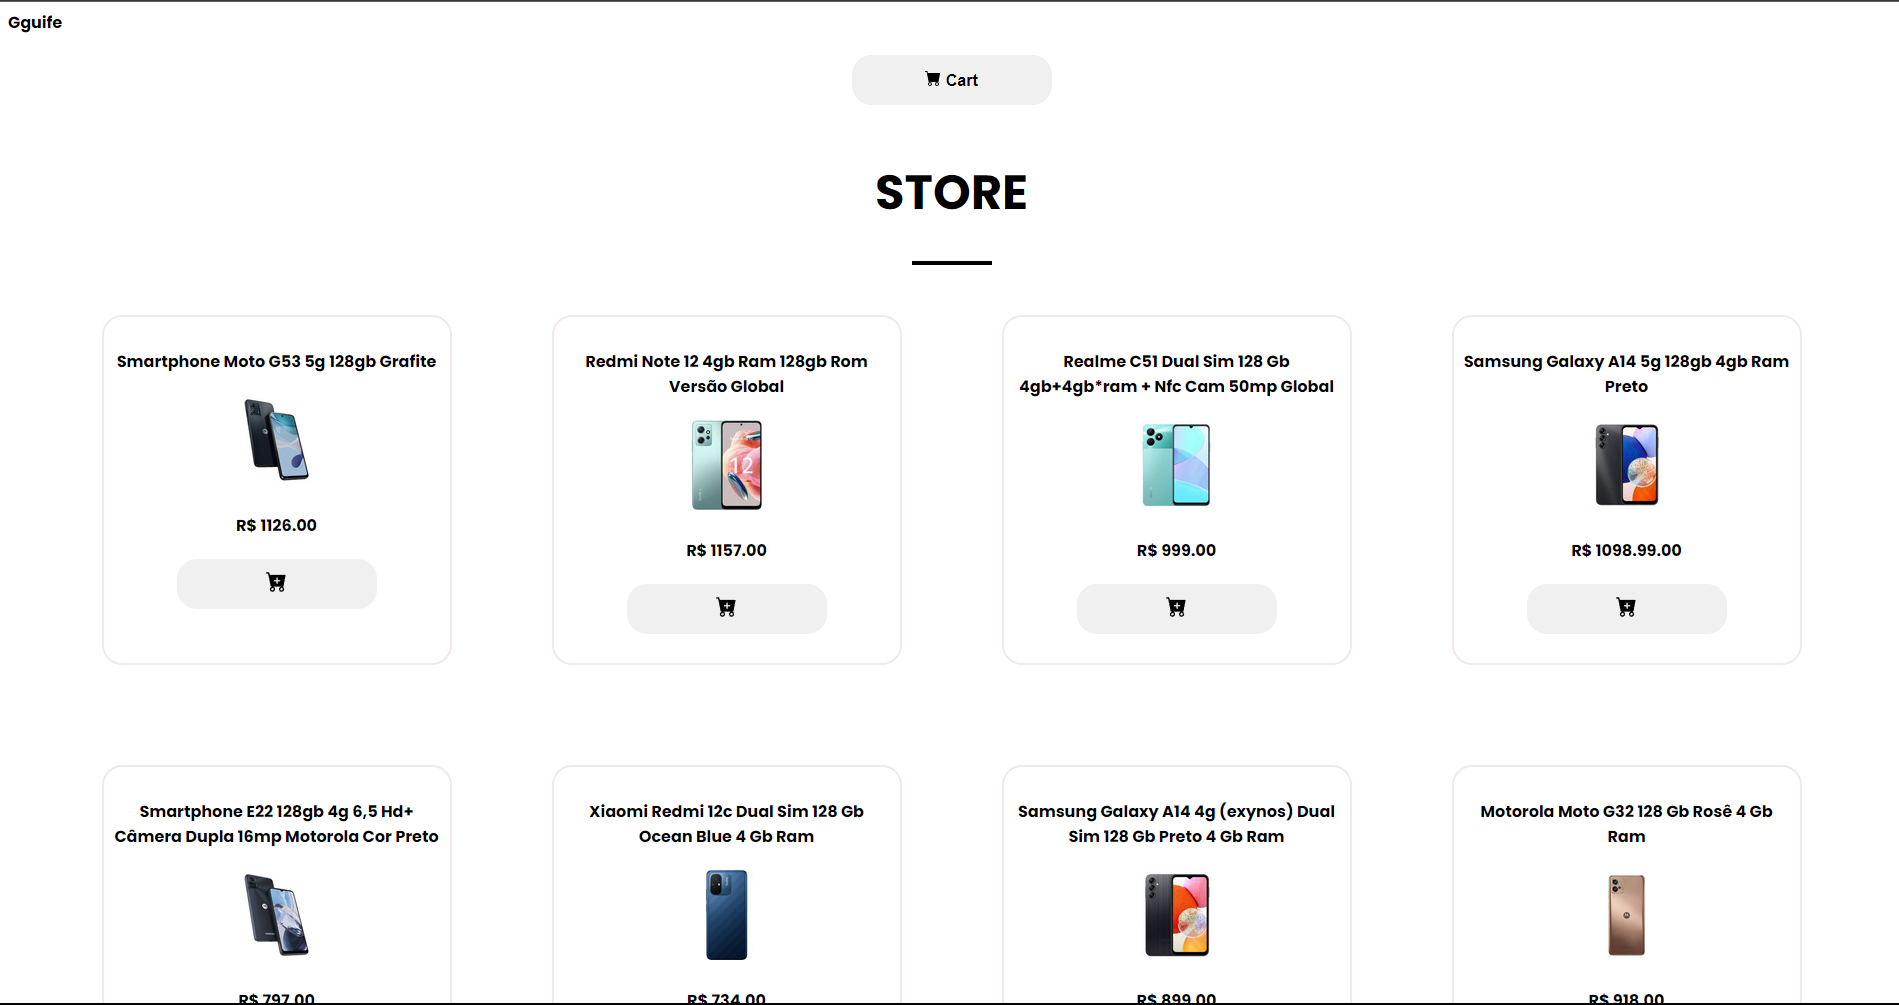 Gguife
Cart
STORE
Smartphone Moto G53 5g 128gb Grafite
R$ 1126.00
Redmi Note 12 4gb Ram 128gb Rom
Versão Global
12
R$ 1157.00
Realme C51 Dual Sim 128 Gb
4gb+4gb*ram + Nfc Cam 50mp Global
R$ 999.00
Samsung Galaxy A14 5g 128gb 4gb Ram
Preto
R$ 1098.99.00
Smartphone E22 128gb 4g 6,5 Hd+
Câmera Dupla 16mp Motorola Cor Preto
R$ 797.00
Xiaomi Redmi 12c Dual Sim 128 Gb
Ocean Blue 4 Gb Ram
R$ 734.00
Samsung Galaxy A14 4g (exynos) Dual
Sim 128 Gb Preto 4 Gb Ram
R$ 899.00
Motorola Moto G32 128 Gb Rosê 4 Gb
Ram
R$ 918.00